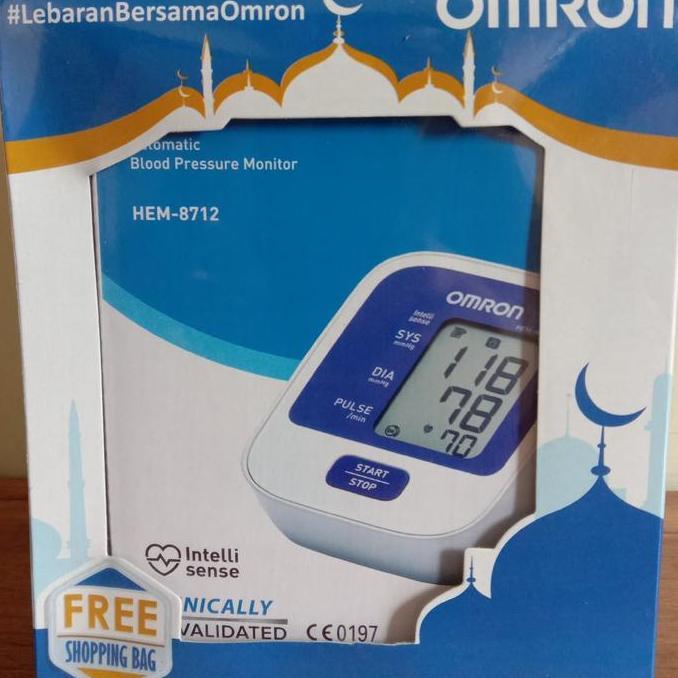 #LebaranBersamaOmron
OMRON
Blood Pressure Monitor
HEM-8712
OMRON
Intelli
sense
SYS
mmHg
118
DIA
mmHg
78
PULSE
/min
70
START
STOP
Intelli
sense
NICALLY
VALIDATED CE0197
FREE
SHOPPING BAG